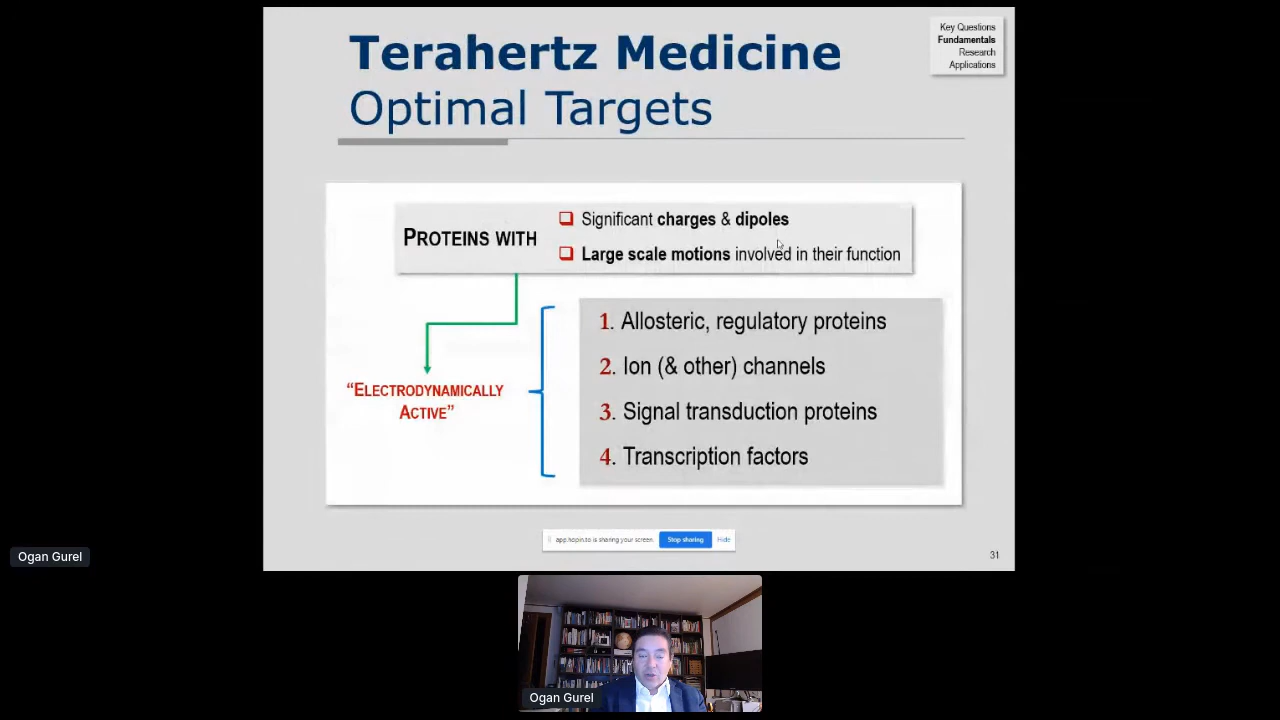 Terahertz Medicine
Optimal Targets
Key Questions
Fundamentals
Research
Applications
PROTEINS WITH
❑ Significant charges & dipoles
❑ Large scale motions involved in their function
"ELECTRODYNAMICALLY
ACTIVE"
1. Allosteric, regulatory proteins
2. Ion (& other) channels
3. Signal transduction proteins
4. Transcription factors
app.hopin.to is sharing your screen. Stop sharing Hide
31
Ogan Gurel
Ogan Gurel